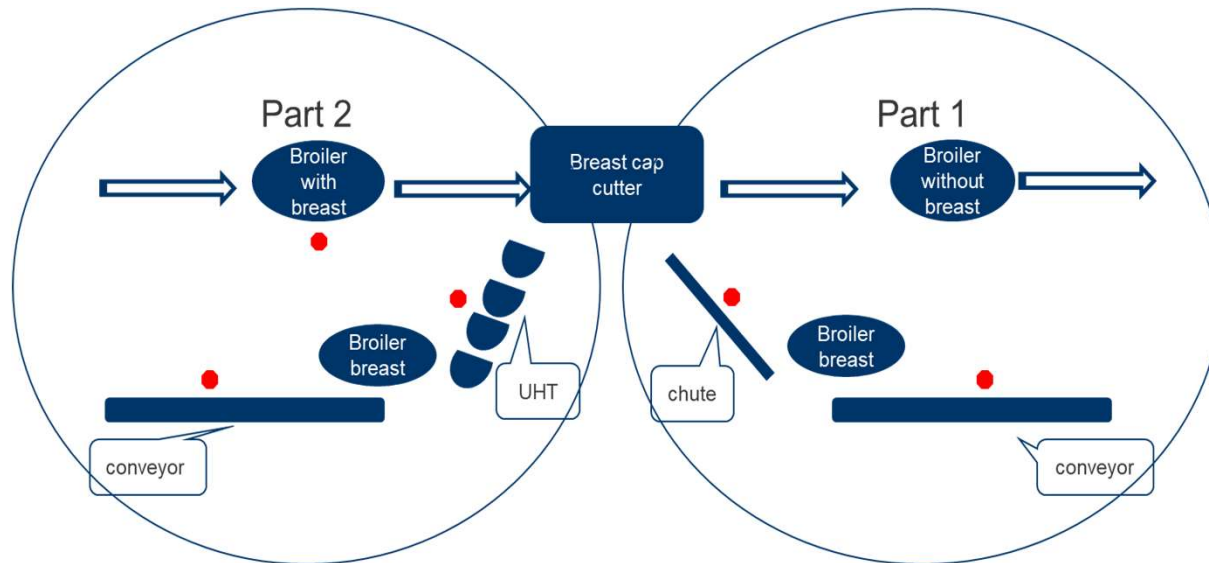 Part 2
Part 1
Broiler
with
breast
Breast cap
cutter
Broiler
without
breast
Broiler
breast
UHT
chute
Broiler
breast
conveyor
conveyor